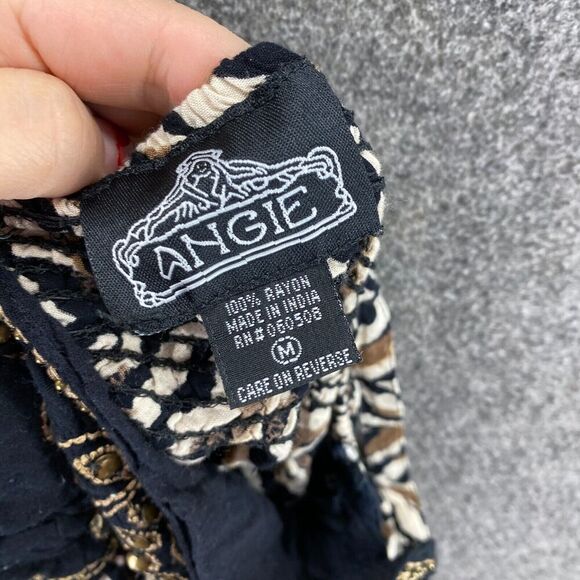 ANGIE
100% RAYON
MADE IN INDIA
RN# 060508
M
CARE ON REVERSE